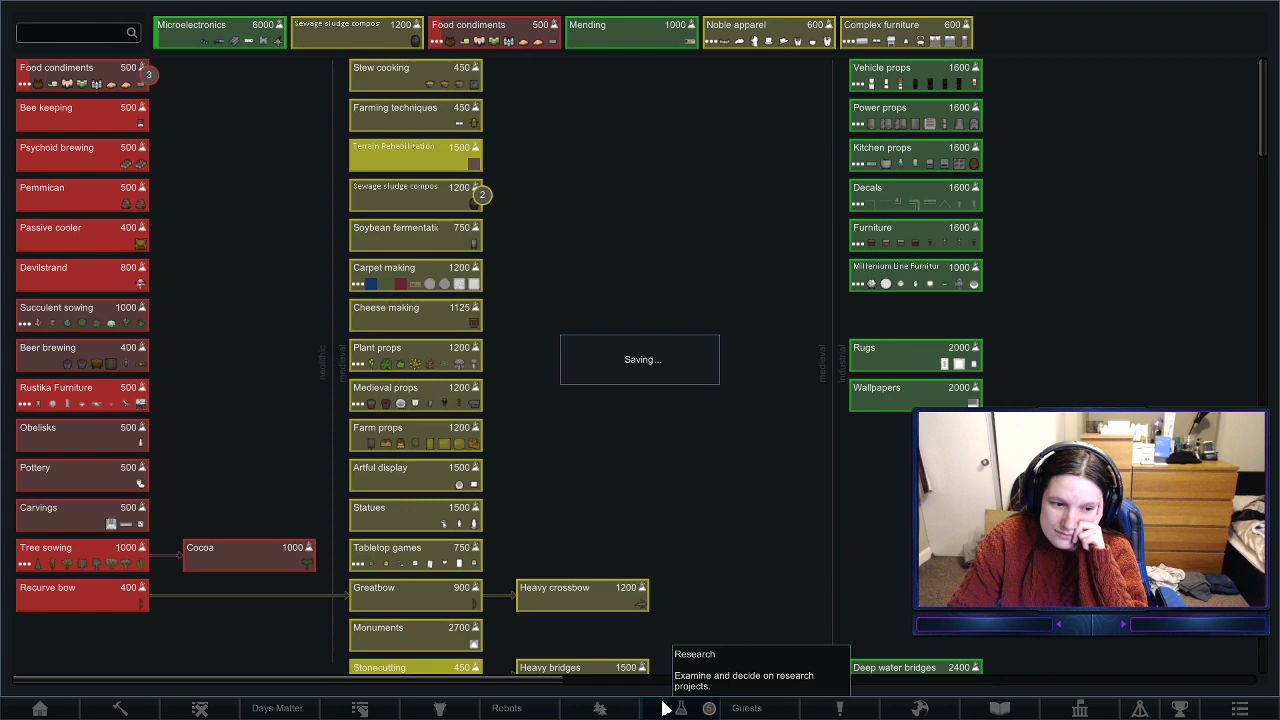 Microelectronics 6000
Sewage sludge compos 1200
Food condiments 500
Mending 1000
Noble apparel 600
Complex furniture 600
Food condiments 500
3
Bee keeping 500
Psychoid brewing 500
Pemmican 500
Passive cooler 400
Devilstrand 800
Succulent sowing 1000
Beer brewing 400
Rustika Furniture 500
Obelisks 500
Pottery 500
Carvings 500
Tree sowing 1000
Cocoa 1000
Recurve bow 400
neolithic
medieval
Stew cooking 450
Farming techniques 450
Terrain Rehabilitation 1500
Sewage sludge compos 1200
2
Soybean fermentatic 750
Carpet making 1200
Cheese making 1125
Plant props 1200
Medieval props 1200
Farm props 1200
Artful display 1500
Statues 1500
Tabletop games 750
Greatbow 900
Heavy crossbow 1200
Monuments 2700
Stonecutting 450
Heavy bridges 1500
Saving...
medieval
industrial
Vehicle props 1600
Power props 1600
Kitchen props 1600
Decals 1600
Furniture 1600
Millenium Line Furnitur 1000
Rugs 2000
Wallpapers 2000
Deep water bridges 2400
Research
Examine and decide on research
projects.
Days Matter
Robots
Guests